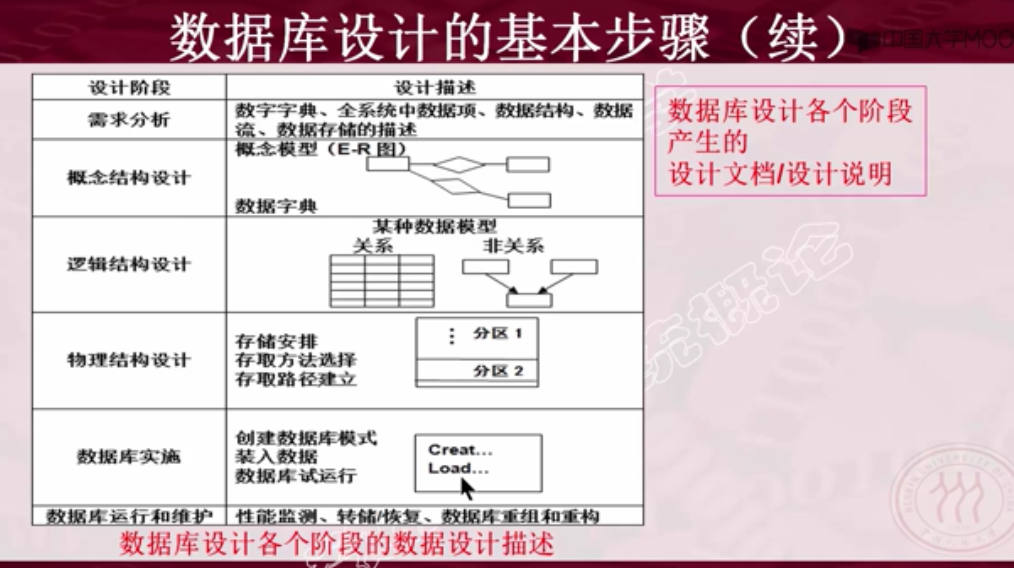 数据库设计的基本步骤（续）
中国大学MOO
设计阶段 设计描述
需求分析 数字字典、全系统中数据项、数据结构、数据
流、数据存储的描述
概念结构设计 概念模型（E-R 图）
数据字典
逻辑结构设计 某种数据模型
关系 非关系
物理结构设计 存储安排
存取方法选择
存取路径建立
⋮ 分区 1
分区 2
数据库实施 创建数据库模式
装入数据
数据库试运行
Creat…
Load…
数据库运行和维护 性能监测、转储/恢复、数据库重组和重构
数据库设计各个阶段的数据设计描述
数据库设计各个阶段
产生的
设计文档/设计说明
统概论